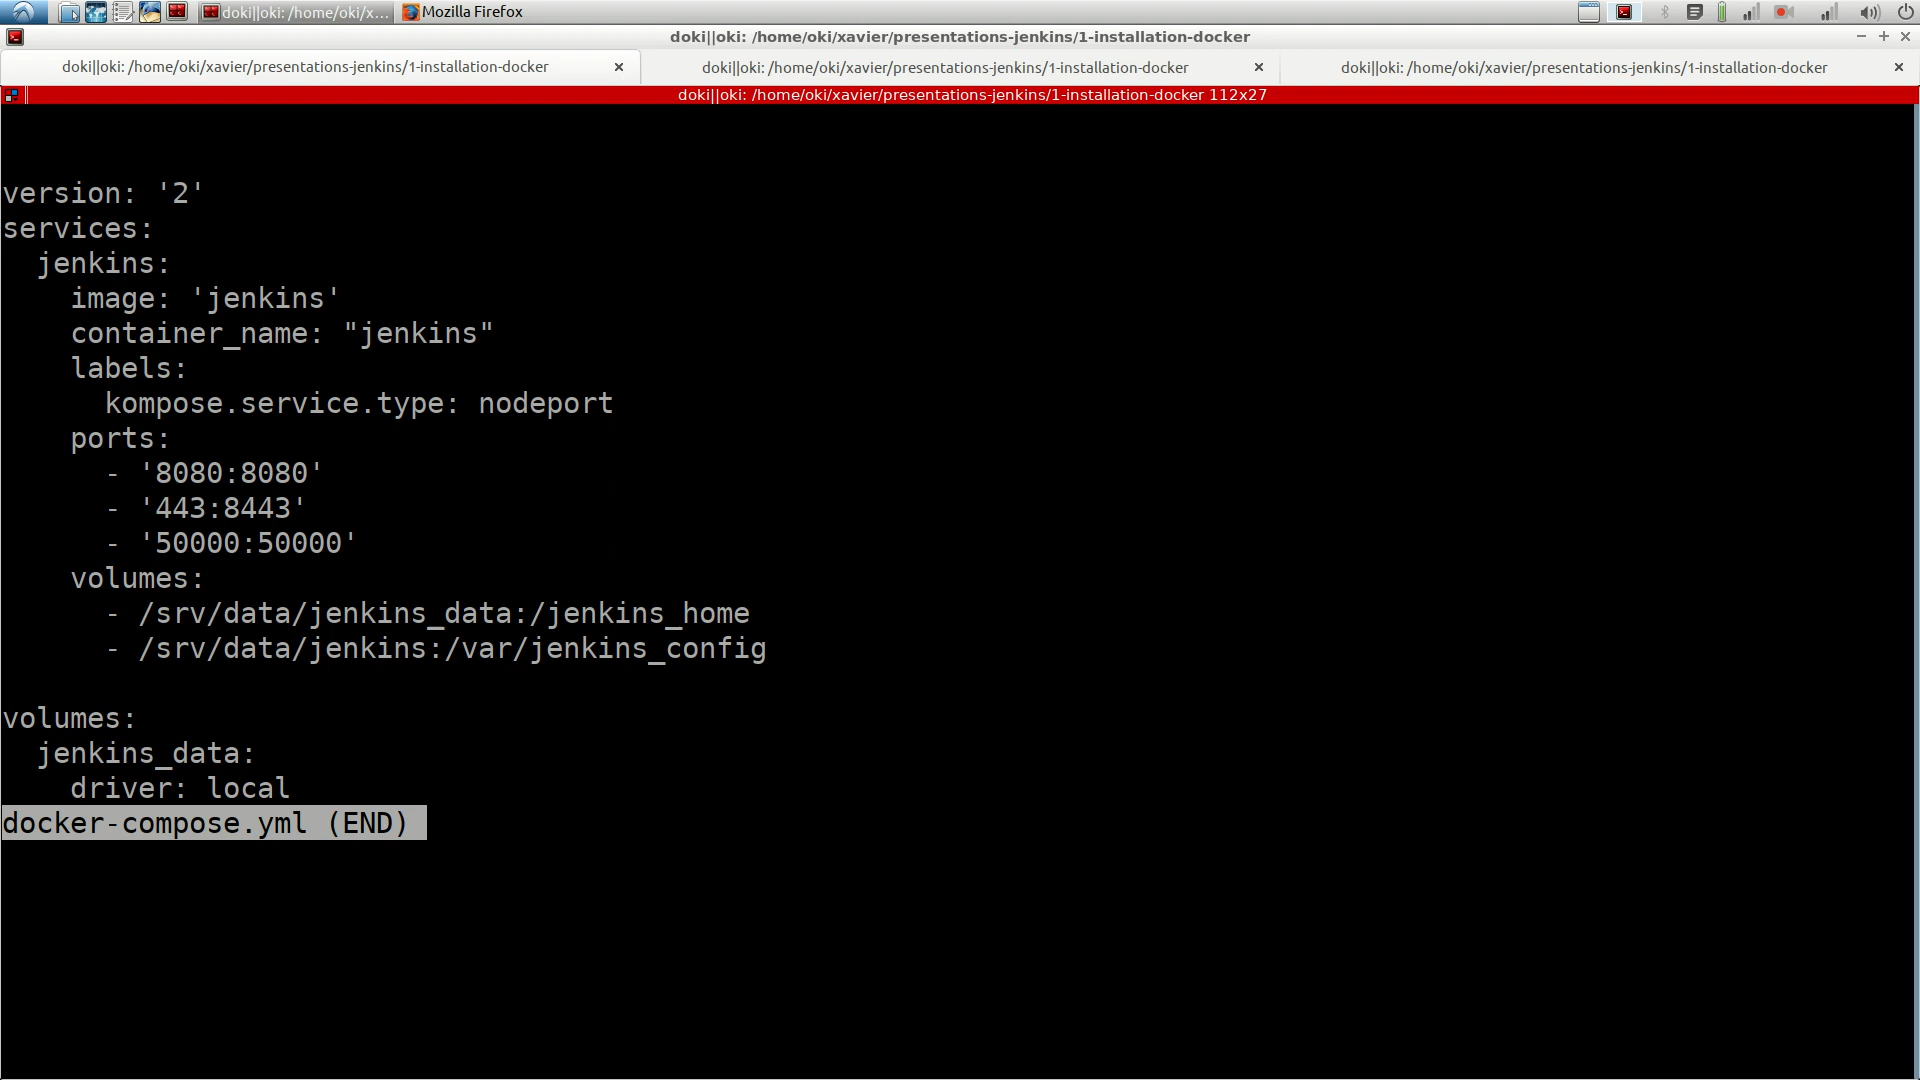 doki||oki: /home/oki/x...
Mozilla Firefox
doki||oki: /home/oki/xavier/presentations-jenkins/1-installation-docker
doki||oki: /home/oki/xavier/presentations-jenkins/1-installation-docker
doki||oki: /home/oki/xavier/presentations-jenkins/1-installation-docker
doki||oki: /home/oki/xavier/presentations-jenkins/1-installation-docker
doki||oki: /home/oki/xavier/presentations-jenkins/1-installation-docker 112x27
version: '2'
services:
  jenkins:
    image: 'jenkins'
    container_name: "jenkins"
    labels:
      kompose.service.type: nodeport
    ports:
      - '8080:8080'
      - '443:8443'
      - '50000:50000'
    volumes:
      - /srv/data/jenkins_data:/jenkins_home
      - /srv/data/jenkins:/var/jenkins_config
volumes:
  jenkins_data:
    driver: local
docker-compose.yml (END)